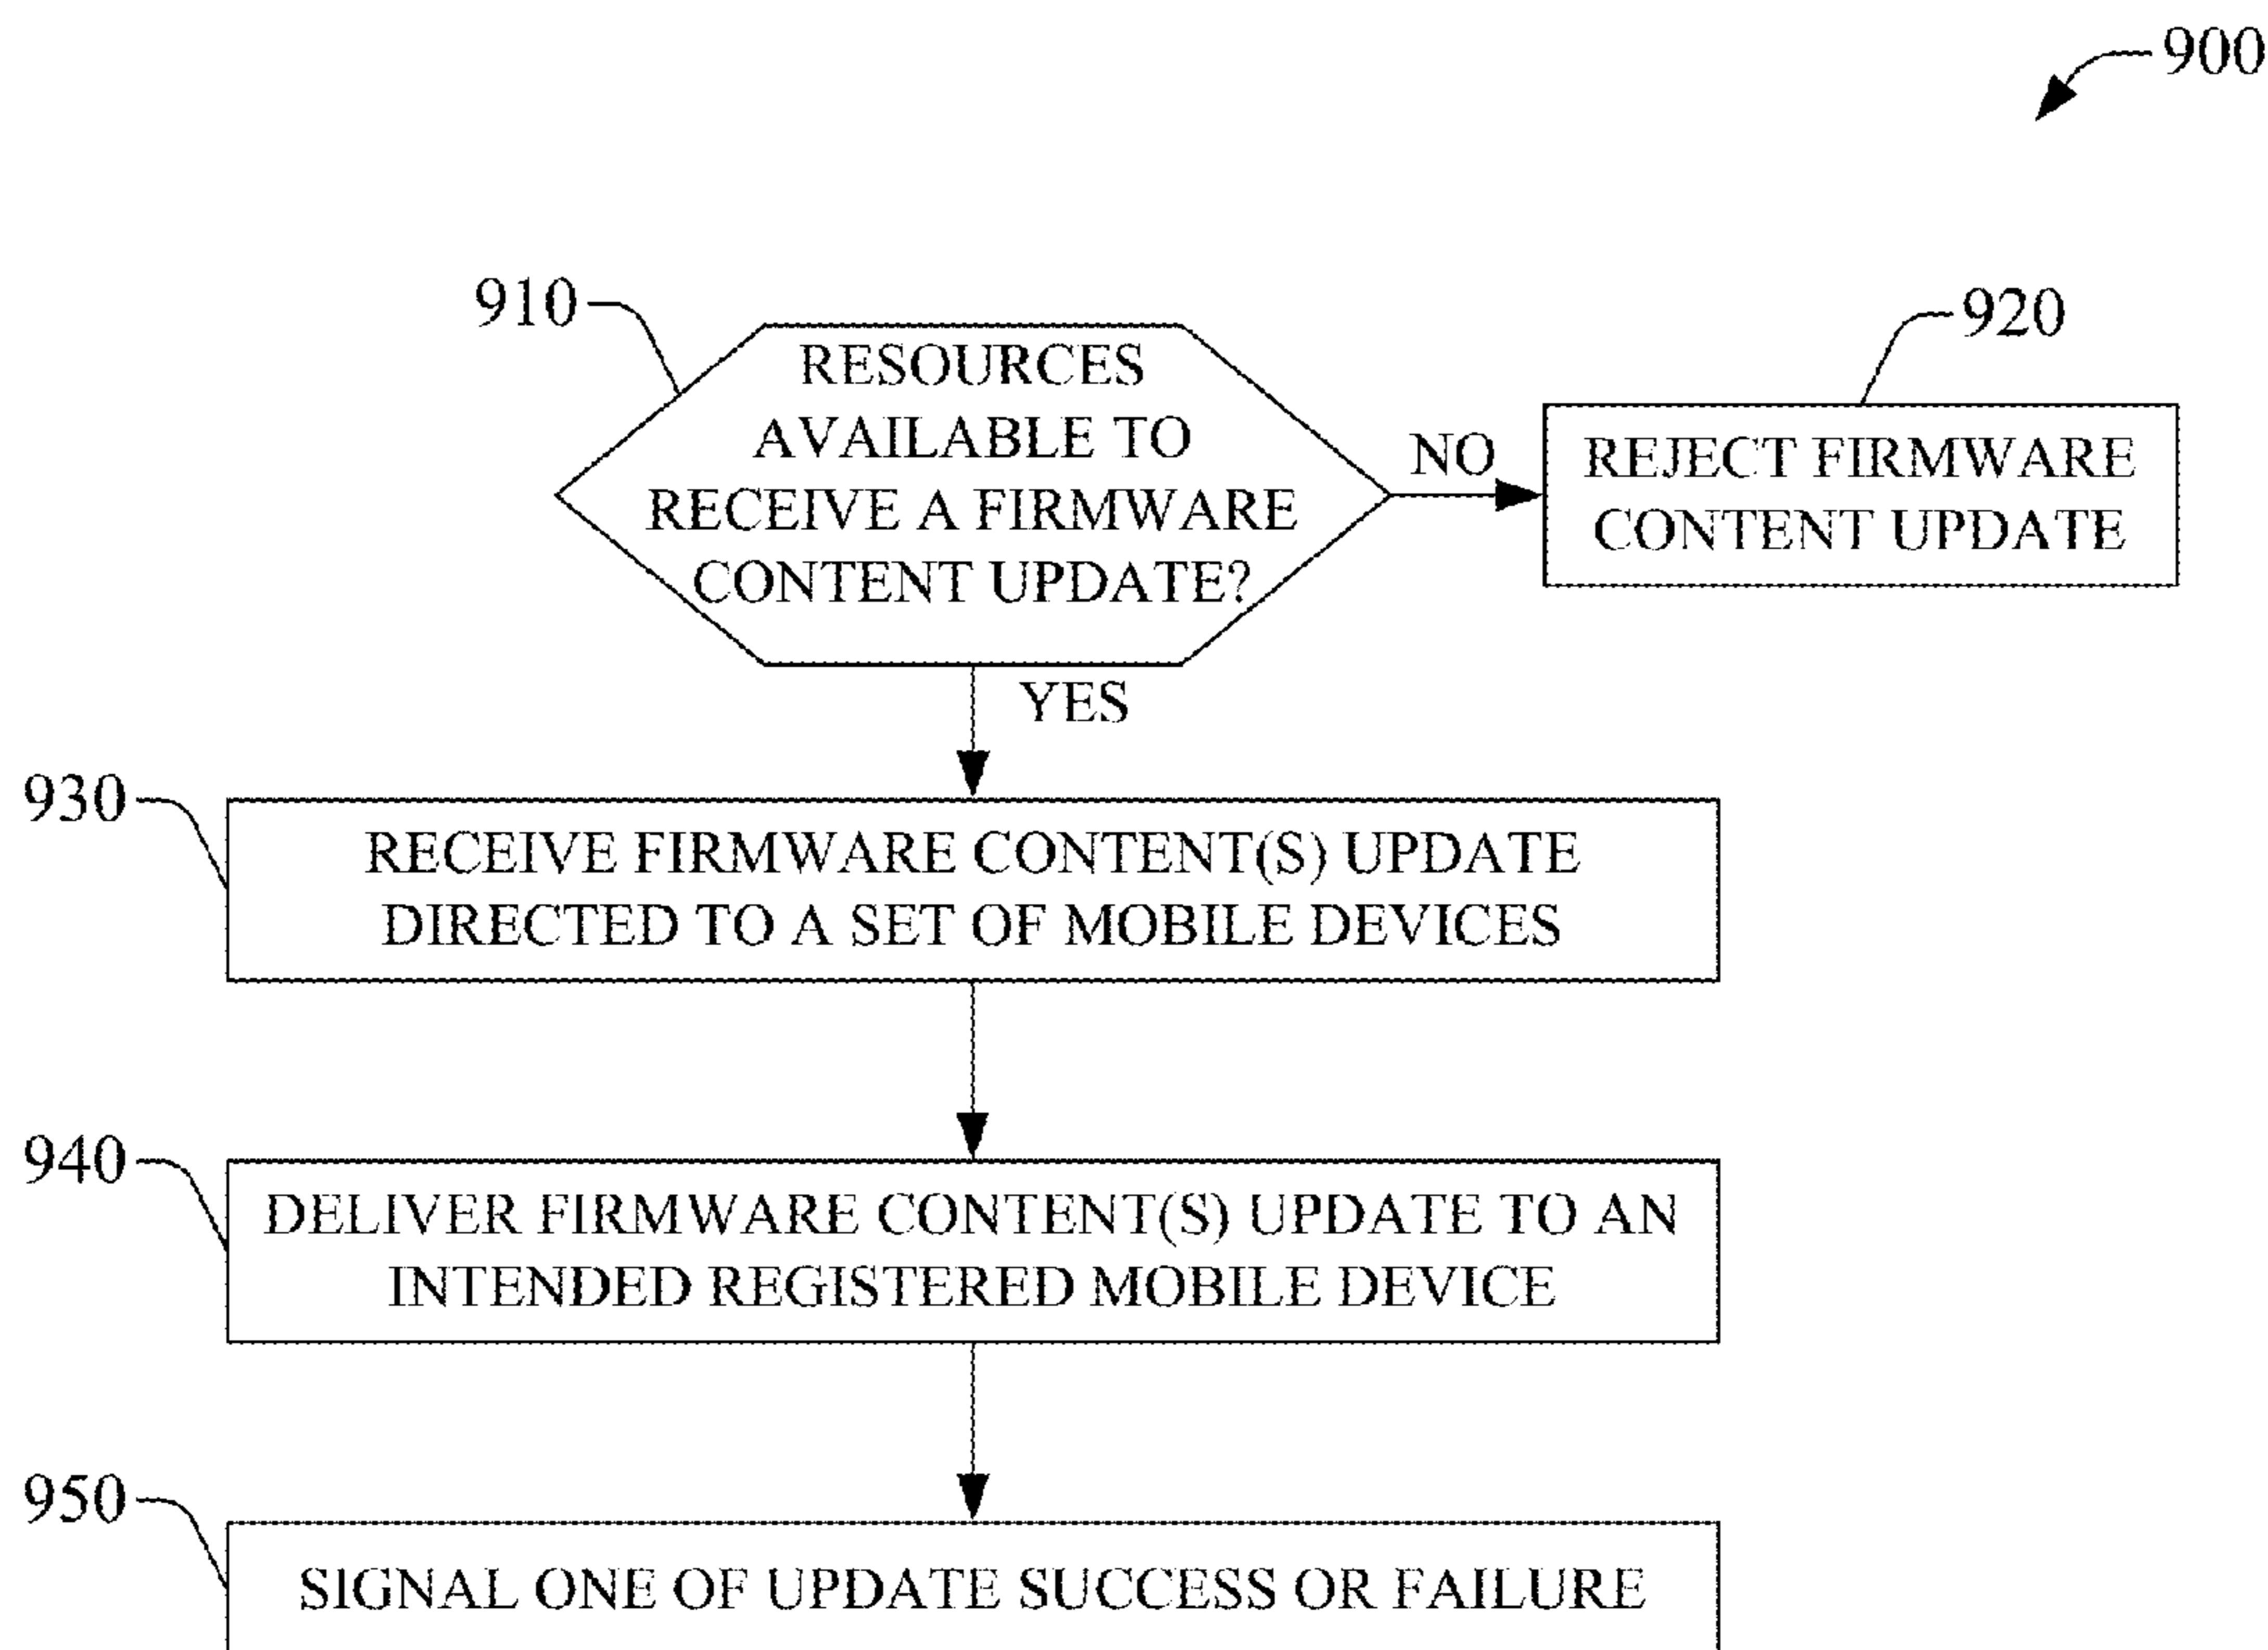 900
910
RESOURCES
AVAILABLE TO
RECEIVE A FIRMWARE
CONTENT UPDATE?
NO
920
REJECT FIRMWARE
CONTENT UPDATE
YES
930
RECEIVE FIRMWARE CONTENT(S) UPDATE
DIRECTED TO A SET OF MOBILE DEVICES
940
DELIVER FIRMWARE CONTENT(S) UPDATE TO AN
INTENDED REGISTERED MOBILE DEVICE
950
SIGNAL ONE OF UPDATE SUCCESS OR FAILURE